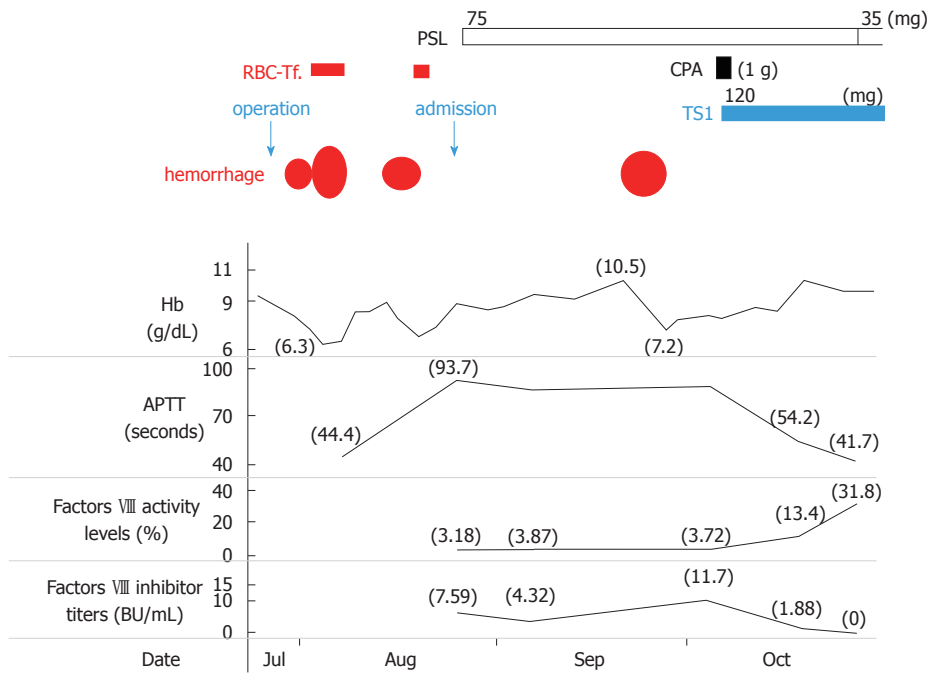 75 35 (mg)
PSL
RBC-Tf. CPA (1 g)
120 (mg)
operation admission TS1
hemorrhage
11 (10.5)
Hb 9
(g/dL)
(6.3) (7.2)
6
100 (93.7)
APTT 70 (54.2)
(seconds) (44.4) (41.7)
40
40 (31.8)
Factors Ⅷ activity 20 (13.4)
levels (%) (3.18) (3.87) (3.72)
0
(11.7)
Factors Ⅷ inhibitor 15 (7.59) (4.32) (1.88)
titers (BU/mL) 10 (0)
0
Date Jul Aug Sep Oct